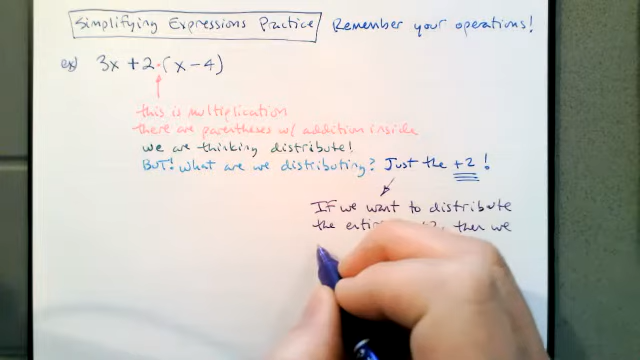 Simplifying Expressions Practice Remember your operations!
ex) 3x + 2 · (x - 4)
this is multiplication
there are parentheses w/ addition inside
we are thinking distribute!
BUT! what are we distributing? Just the +2!
IF we want to distribute
the then we